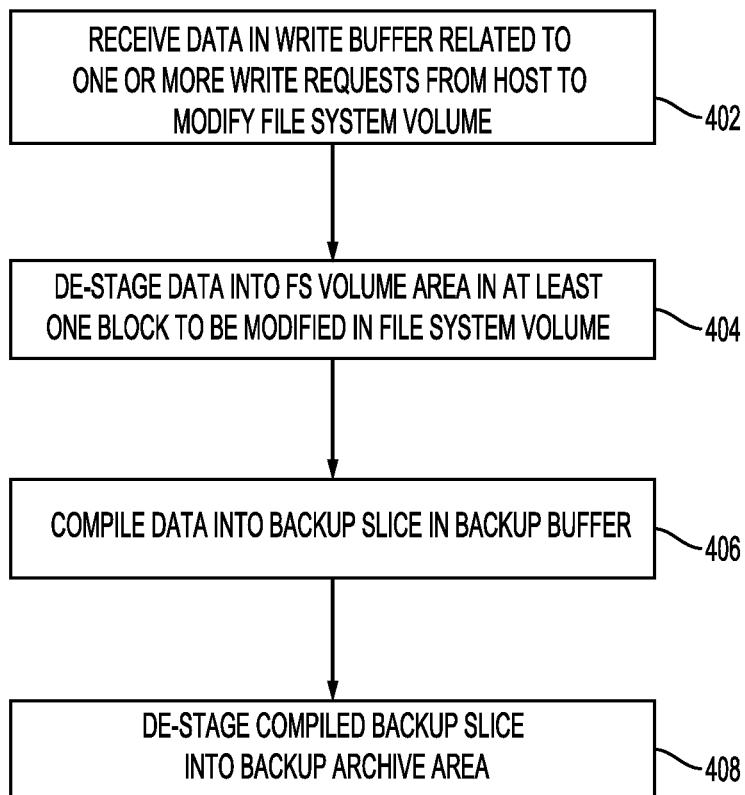 RECEIVE DATA IN WRITE BUFFER RELATED TO
ONE OR MORE WRITE REQUESTS FROM HOST TO
MODIFY FILE SYSTEM VOLUME
402
DE-STAGE DATA INTO FS VOLUME AREA IN AT LEAST
ONE BLOCK TO BE MODIFIED IN FILE SYSTEM VOLUME
404
COMPILE DATA INTO BACKUP SLICE IN BACKUP BUFFER
406
DE-STAGE COMPILED BACKUP SLICE
INTO BACKUP ARCHIVE AREA
408